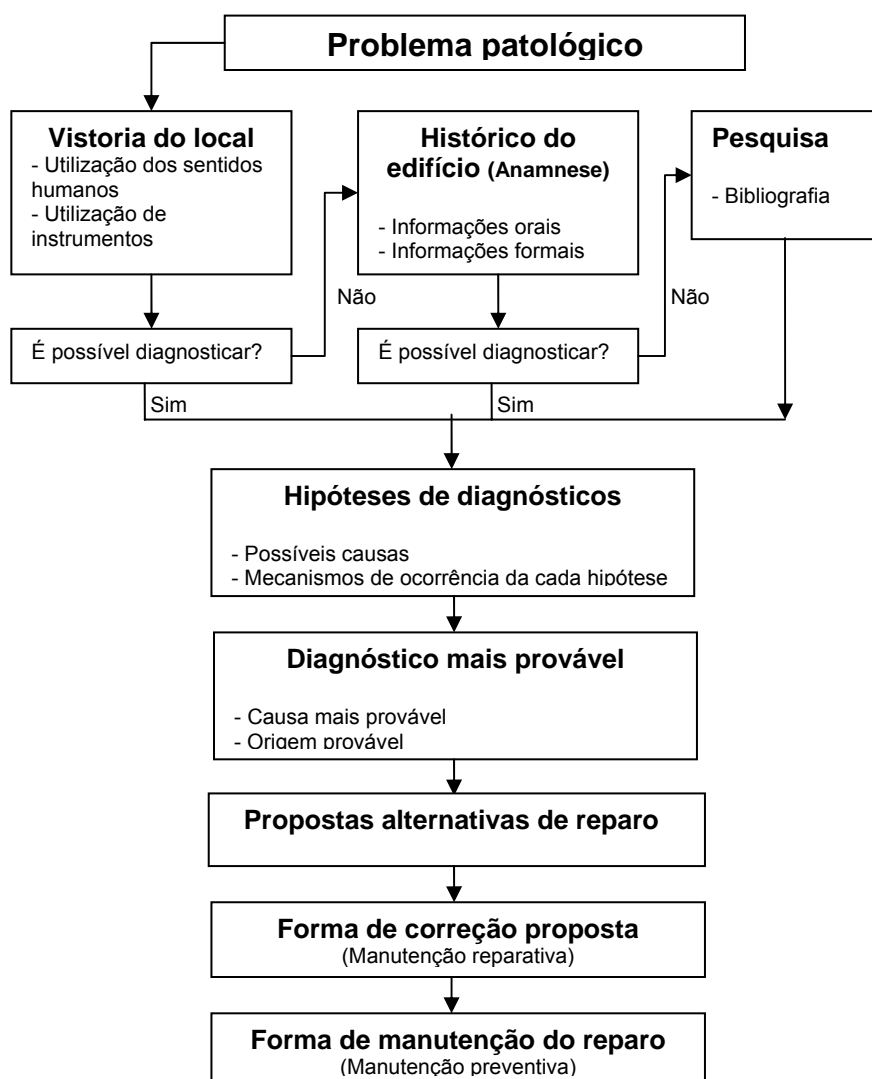 Problema patológico
Vistoria do local
- Utilização dos sentidos
humanos
- Utilização de
instrumentos
Histórico do
edifício (Anamnese)
- Informações orais
- Informações formais
Pesquisa
- Bibliografia
Não
Não
É possível diagnosticar?
É possível diagnosticar?
Sim
Sim
Hipóteses de diagnósticos
- Possíveis causas
- Mecanismos de ocorrência da cada hipótese
Diagnóstico mais provável
- Causa mais provável
- Origem provável
Propostas alternativas de reparo
Forma de correção proposta
(Manutenção reparativa)
Forma de manutenção do reparo
(Manutenção preventiva)